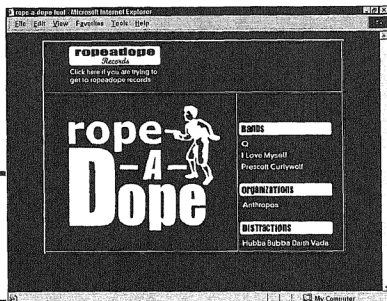 rope a dope fool - Microsoft Internet Explorer
File Edit View Favorites Tools Help
ropeadope
Records
Click here if you are trying to
get to ropeadope records
rope
-A-
Dope
Bands
Q
I Love Myself
Prescott Curlywolf
Organizations
Anthropos
Distractions
Hubba Bubba Darth Vada
My Computer